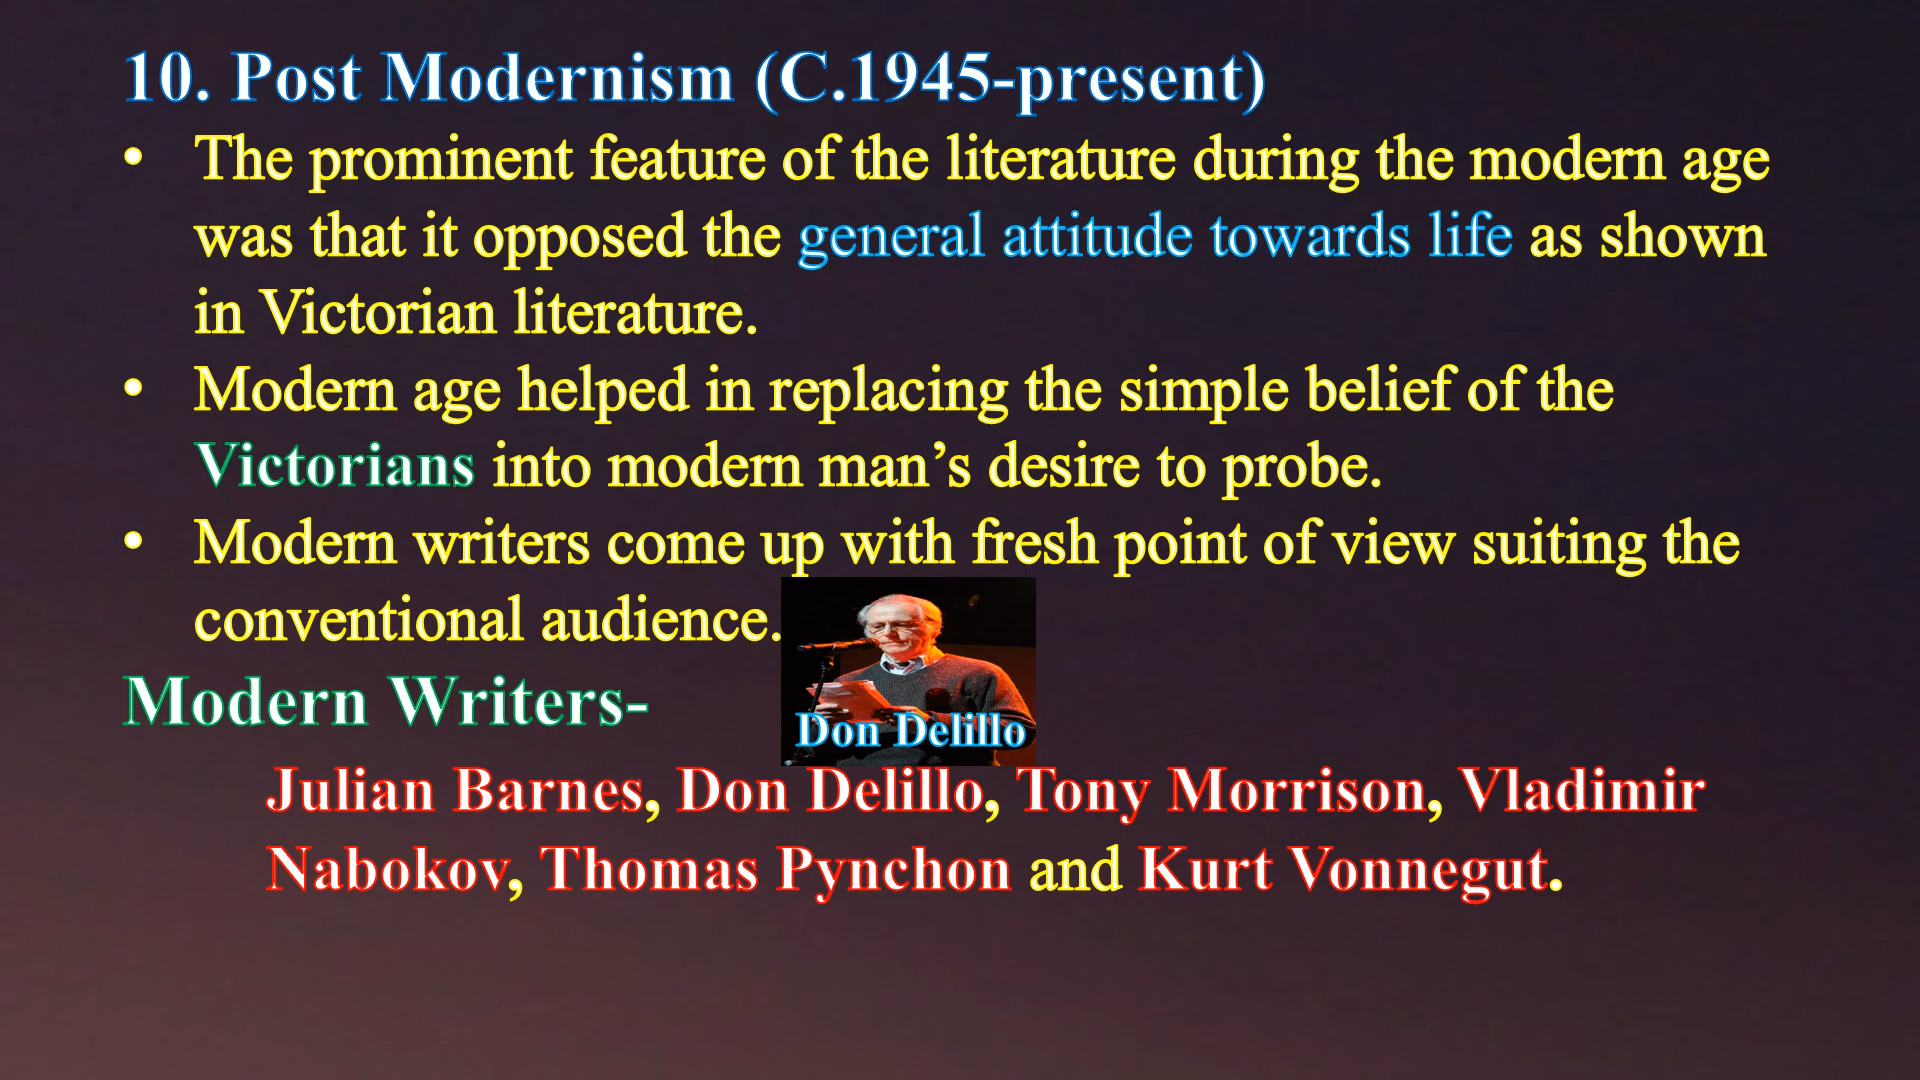 10. Post Modernism (C.1945-present)
• The prominent feature of the literature during the modern age
was that it opposed the general attitude towards life as shown
in Victorian literature.
• Modern age helped in replacing the simple belief of the
Victorians into modern man’s desire to probe.
• Modern writers come up with fresh point of view suiting the
conventional audience.
Modern Writers-
Don Delillo
Julian Barnes, Don Delillo, Tony Morrison, Vladimir
Nabokov, Thomas Pynchon and Kurt Vonnegut.